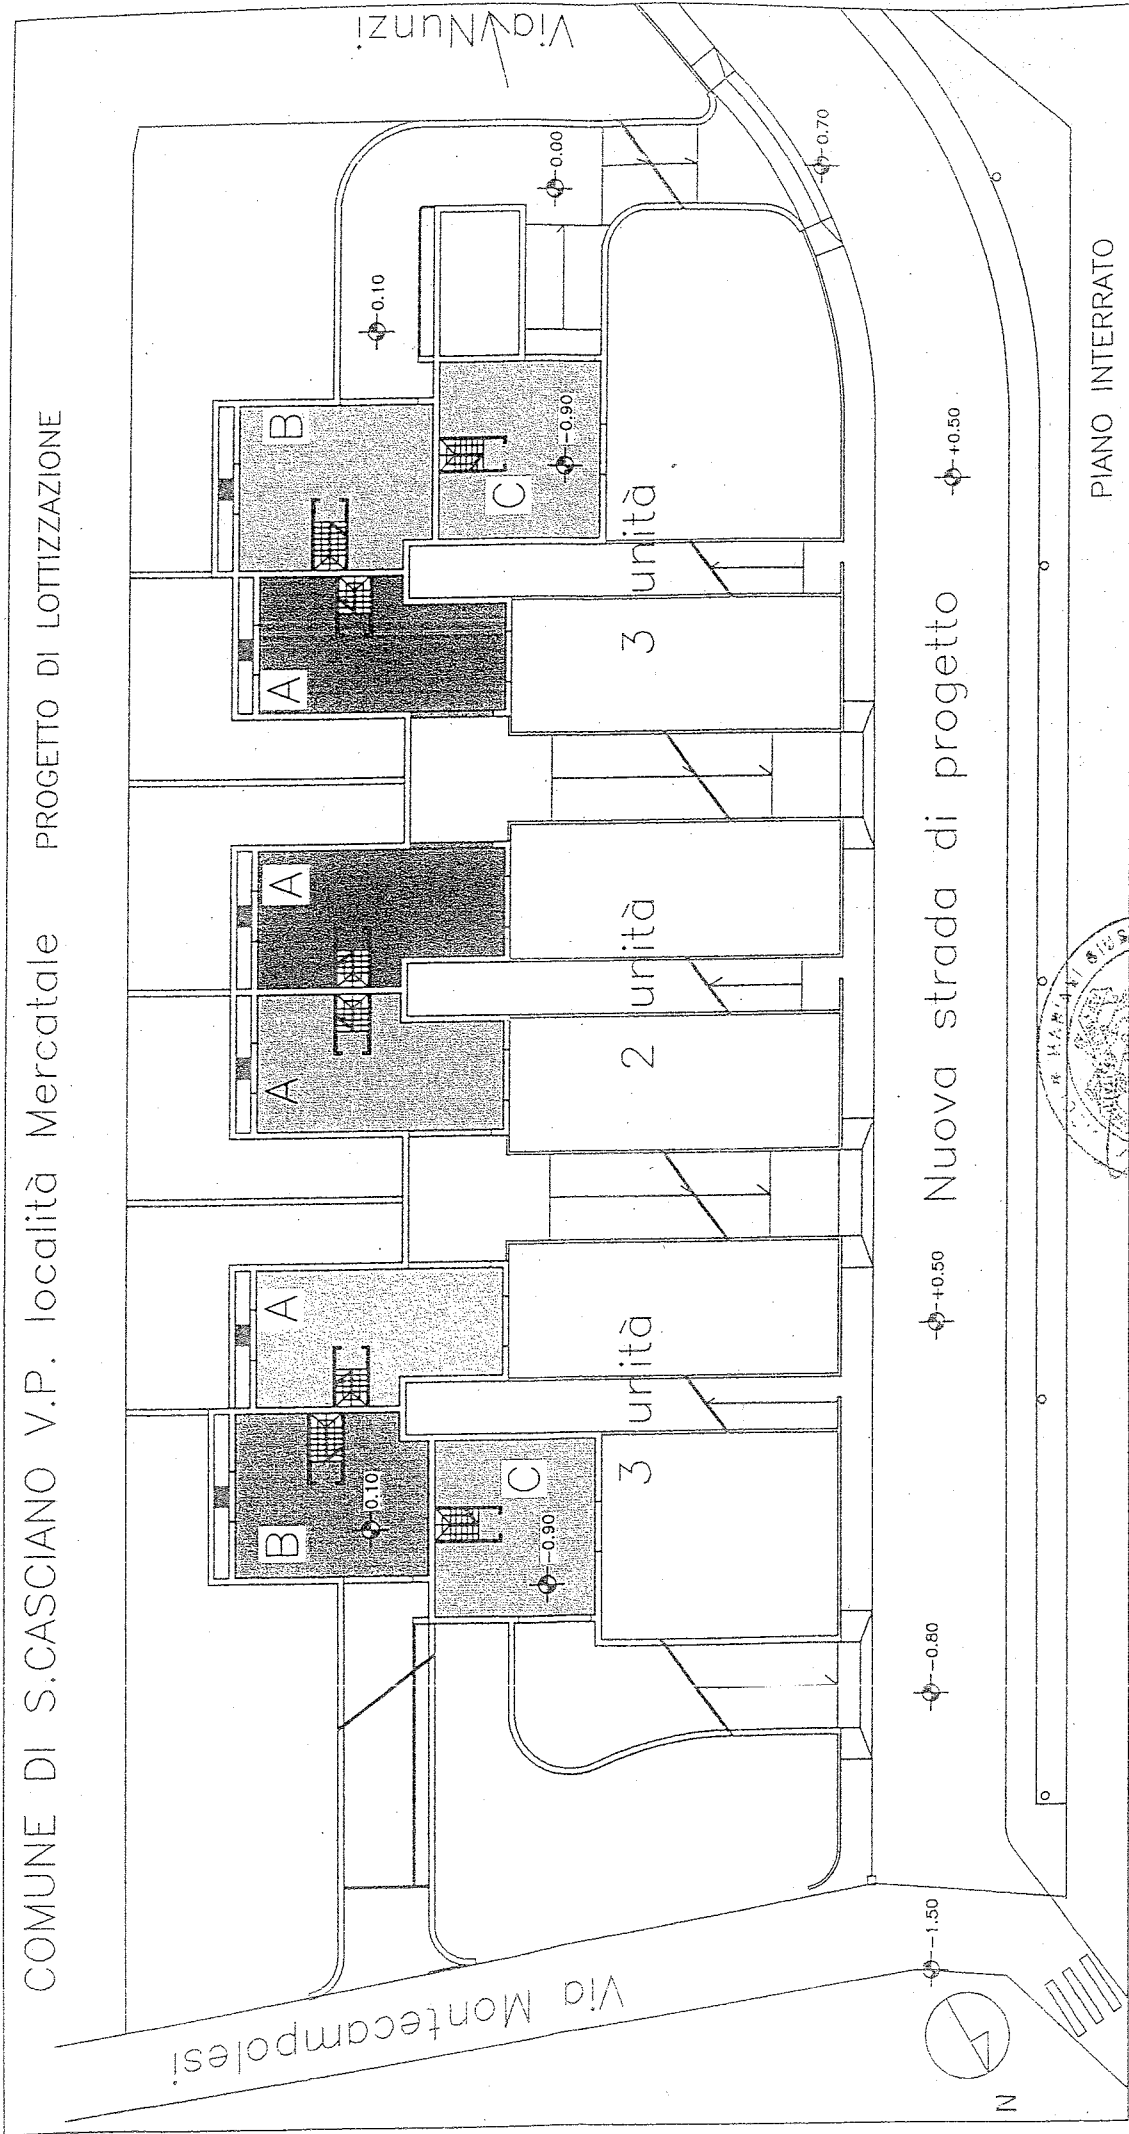 COMUNE DI S.CASCIANO V.P. località Mercatale PROGETTO DI LOTTIZZAZIONE
Via Nunzi
Via Montecampolesi
B
A
A
A
A
B
C
C
0.10
-0.90
0.10
-0.90
0.00
-0.70
3 unità
2 unità
3 unità
Nuova strada di progetto
-1.50
-0.80
+0.50
+0.50
N
PIANO INTERRATO